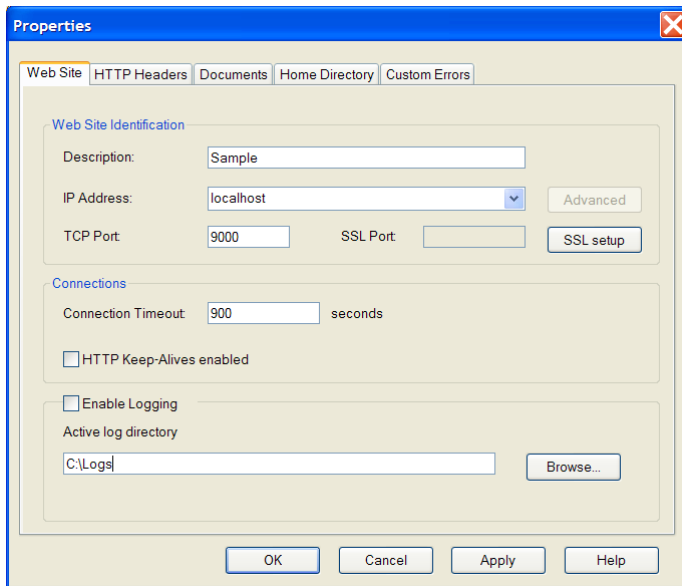 Properties
Web Site HTTP Headers Documents Home Directory Custom Errors
Web Site Identification
Description: Sample
IP Address: localhost Advanced
TCP Port: 9000 SSL Port: SSL setup
Connections
Connection Timeout: 900 seconds
HTTP Keep-Alives enabled
Enable Logging
Active log directory
C:\Logs Browse...
OK Cancel Apply Help